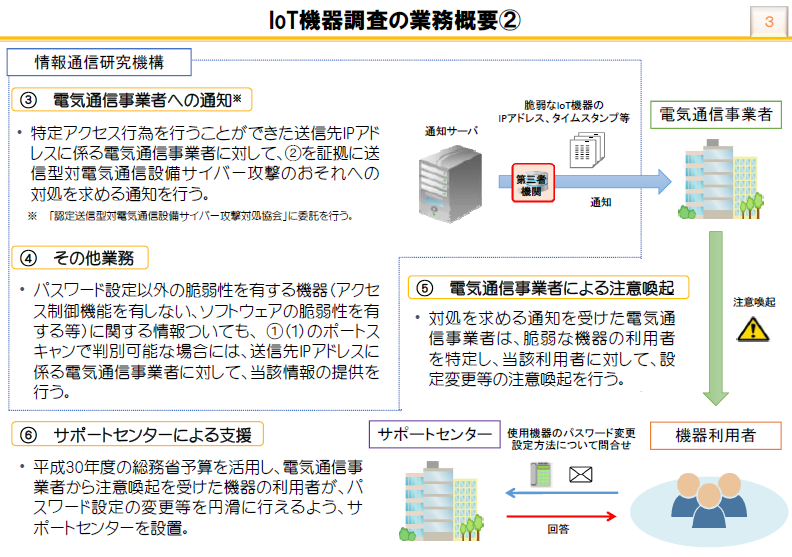 IoT機器調査の業務概要②
3
情報通信研究機構
③ 電気通信事業者への通知※
・特定アクセス行為を行うことができた送信先IPアド
レスに係る電気通信事業者に対して、②を証拠に送
信型対電気通信設備サイバー攻撃のおそれへの
対処を求める通知を行う。
※ 「認定送信型対電気通信設備サイバー攻撃対処協会」に委託を行う。
通知サーバ
脆弱なIoT機器の
IPアドレス、タイムスタンプ等
第三者
機関
通知
電気通信事業者
④ その他業務
・パスワード設定以外の脆弱性を有する機器（アクセ
ス制御機能を有しない、ソフトウェアの脆弱性を有
する等）に関する情報ついても、①(1)のポートス
キャンで判別可能な場合には、送信先IPアドレスに
係る電気通信事業者に対して、当該情報の提供を
行う。
⑤ 電気通信事業者による注意喚起
・対処を求める通知を受けた電気通
信事業者は、脆弱な機器の利用者
を特定し、当該利用者に対して、設
定変更等の注意喚起を行う。
注意喚起
⑥ サポートセンターによる支援
・平成30年度の総務省予算を活用し、電気通信事
業者から注意喚起を受けた機器の利用者が、パ
スワード設定の変更等を円滑に行えるよう、サ
ポートセンターを設置。
サポートセンター
使用機器のパスワード変更
設定方法について問合せ
回答
機器利用者